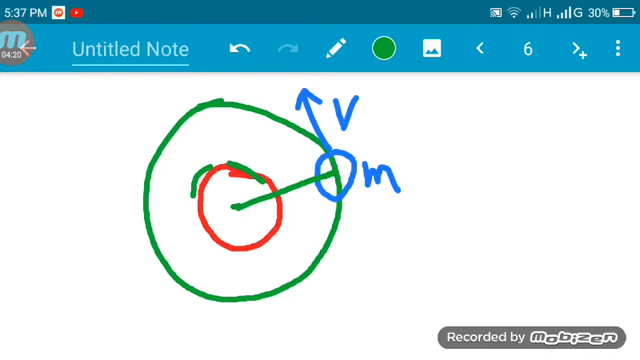 5:37 PM
H
G 30%
m
04:20
Untitled Note
6
V
m
Recorded by mobizen